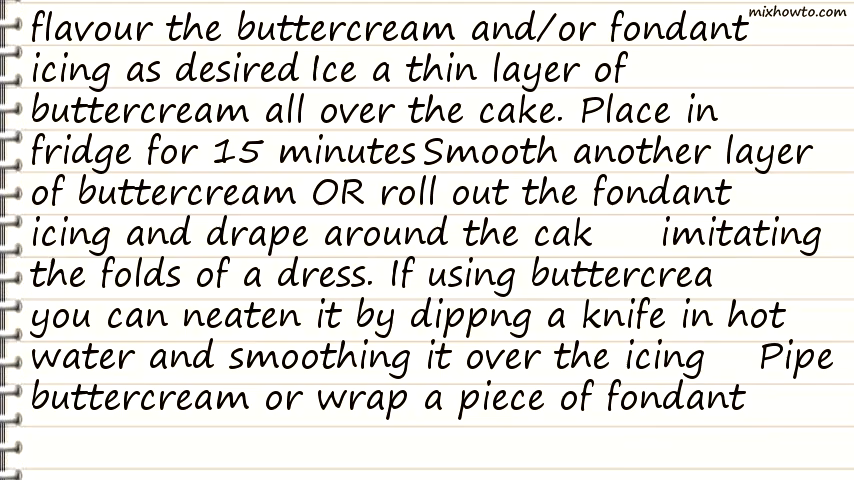 mixhowto.com
flavour the buttercream and/or fondant
icing as desired Ice a thin layer of
buttercream all over the cake. Place in
fridge for 15 minutes Smooth another layer
of buttercream OR roll out the fondant
icing and drape around the cak imitating
the folds of a dress. If using buttercrea
you can neaten it by dippng a knife in hot
water and smoothing it over the icing Pipe
buttercream or wrap a piece of fondant